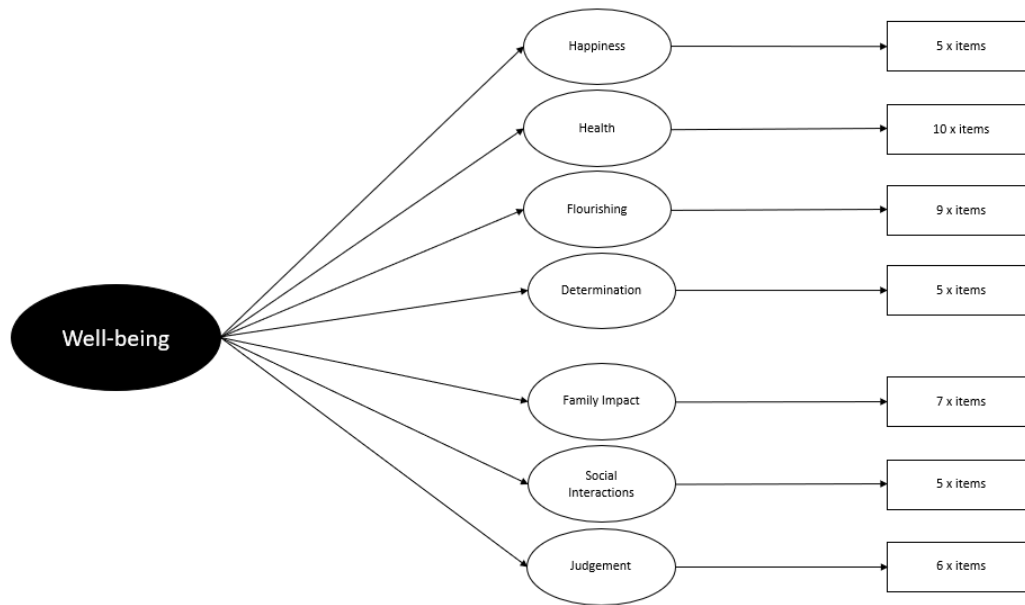 Happiness
5 x items
Health
10 x items
Flourishing
9 x items
Determination
5 x items
Well-being
Family Impact
7 x items
Social
Interactions
5 x items
Judgement
6 x items